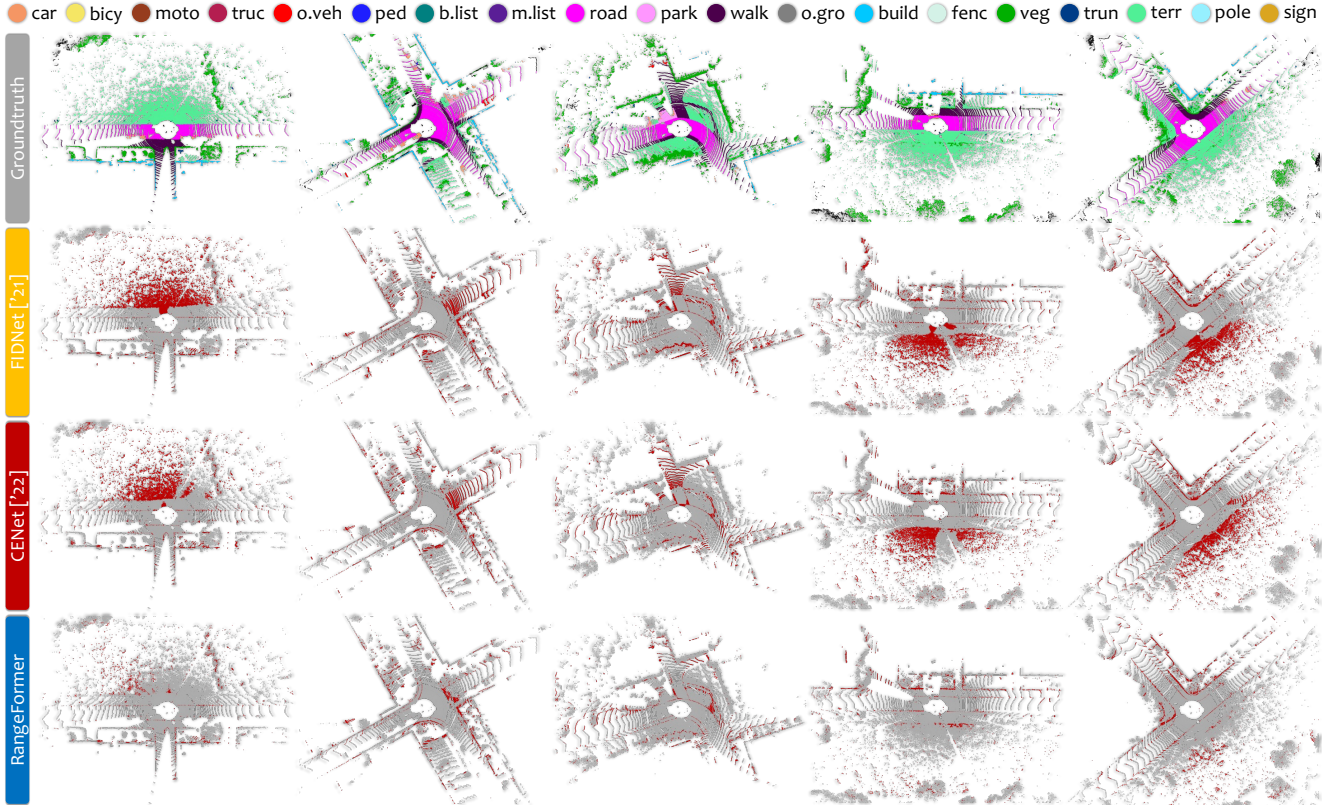 car bicy moto truc o.veh ped b.list m.list road park walk o.gro build fenc veg trun terr pole sign
Groundtruth
FIDNet ['21]
CENet ['22]
RangeFormer